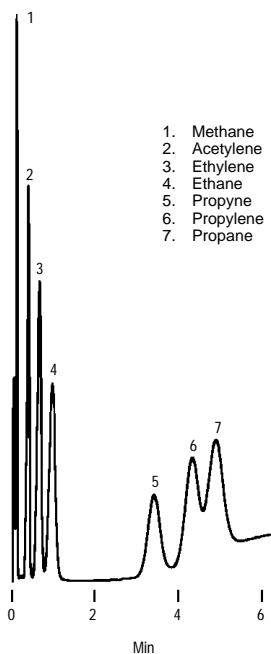 1
1. Methane
2. Acetylene
3. Ethylene
4. Ethane
5. Propyne
6. Propylene
7. Propane
2
3
4
5
6
7
0 2 4 6
Min